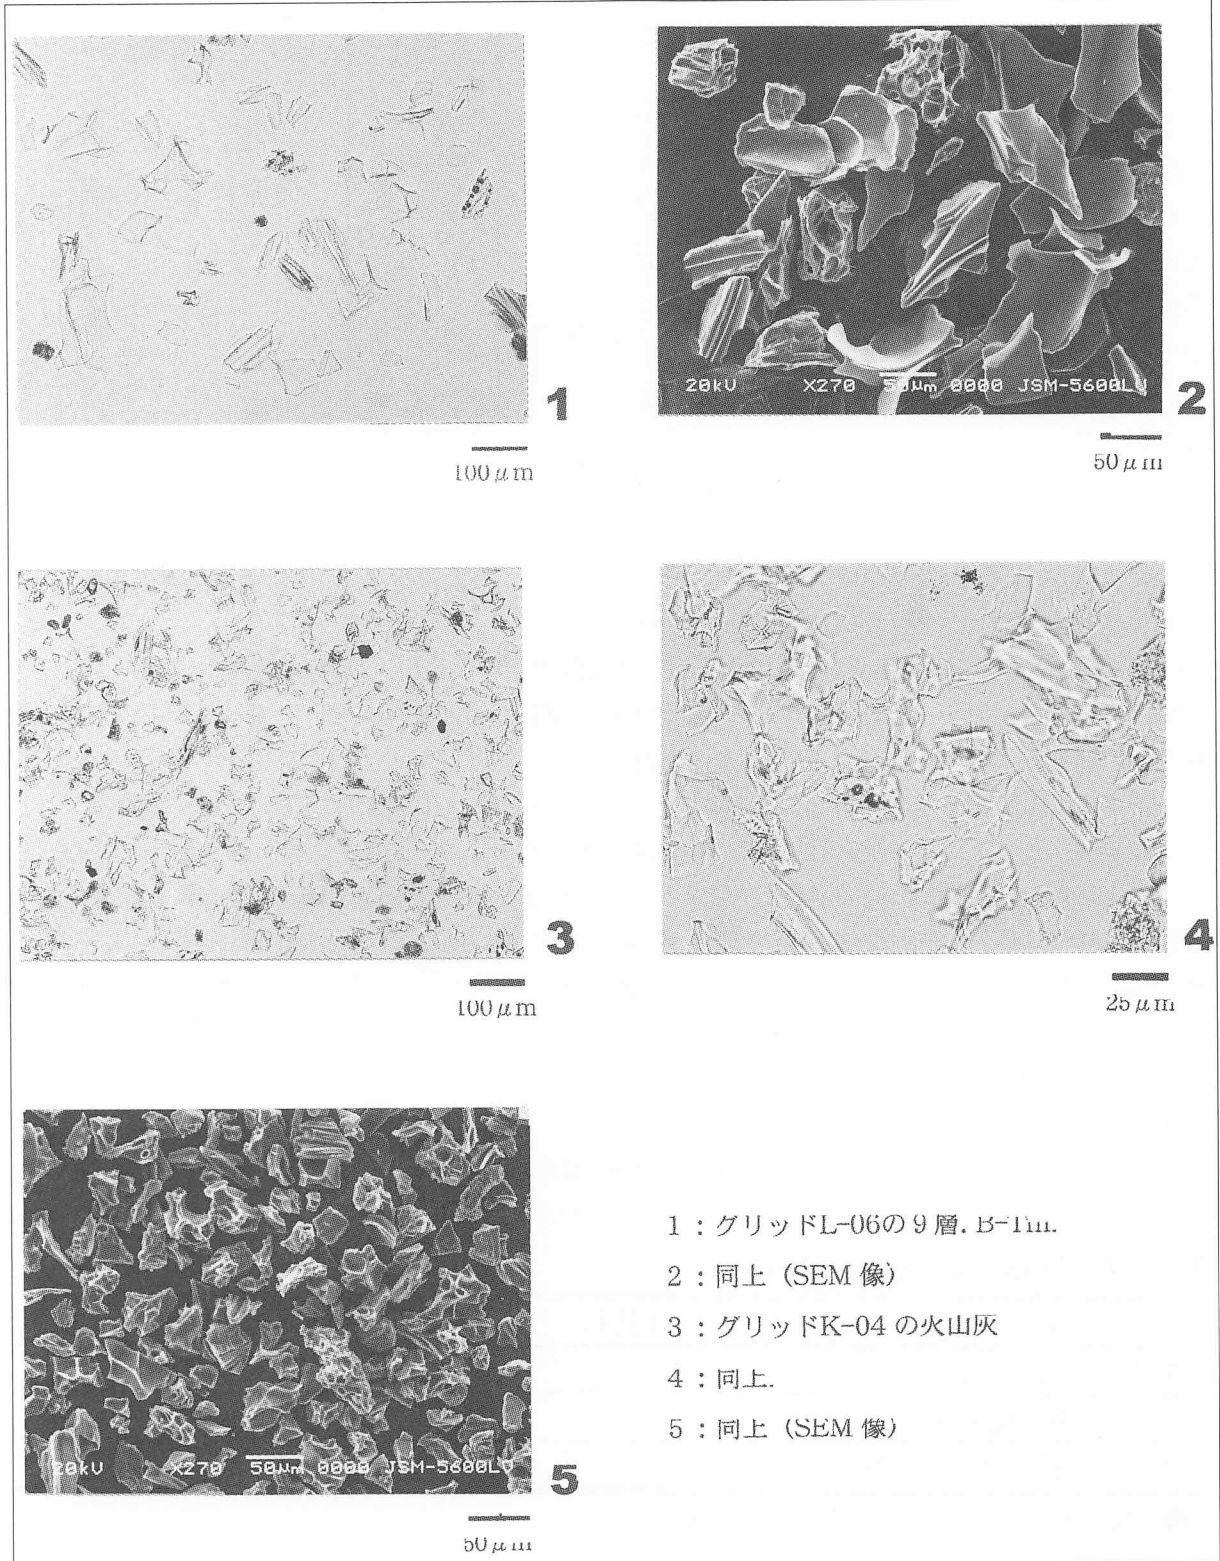 1
100μm
20kV X270 50μm 0000 JSM-5600LV
2
50μm
3
100μm
4
25μm
20kV X270 50μm 0000 JSM-5600LV
5
50μm
1：グリッドL-06の9層. B-Tm.
2：同上（SEM像）
3：グリッドK-04の火山灰
4：同上.
5：同上（SEM像）